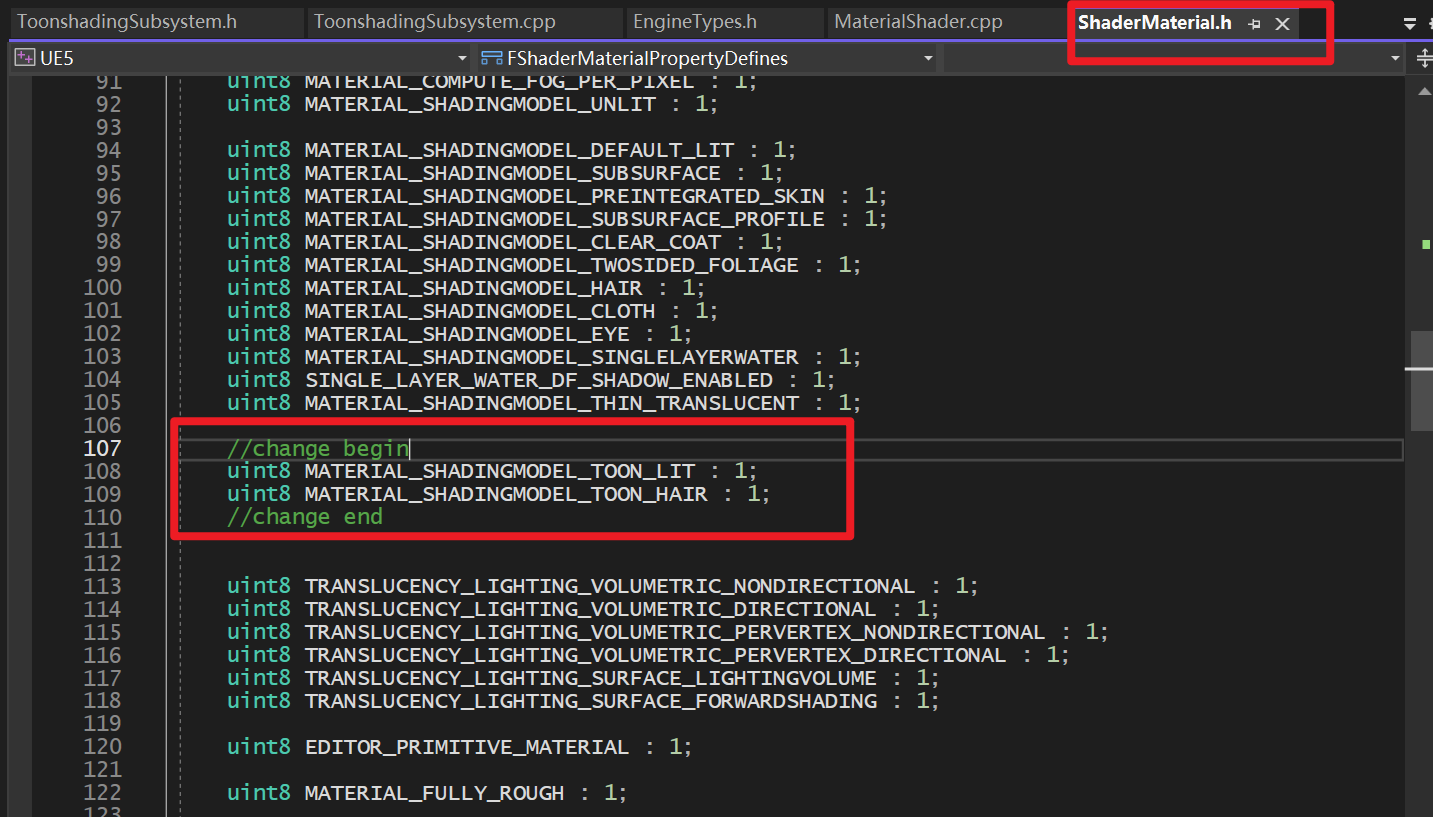 ToonshadingSubsystem.h ToonshadingSubsystem.cpp EngineTypes.h MaterialShader.cpp ShaderMaterial.h
UE5 FShaderMaterialPropertyDefines
91 uint8 MATERIAL_COMPUTE_FOG_PER_PIXEL : 1;
92 uint8 MATERIAL_SHADINGMODEL_UNLIT : 1;
93
94 uint8 MATERIAL_SHADINGMODEL_DEFAULT_LIT : 1;
95 uint8 MATERIAL_SHADINGMODEL_SUBSURFACE : 1;
96 uint8 MATERIAL_SHADINGMODEL_PREINTEGRATED_SKIN : 1;
97 uint8 MATERIAL_SHADINGMODEL_SUBSURFACE_PROFILE : 1;
98 uint8 MATERIAL_SHADINGMODEL_CLEAR_COAT : 1;
99 uint8 MATERIAL_SHADINGMODEL_TWOSIDED_FOLIAGE : 1;
100 uint8 MATERIAL_SHADINGMODEL_HAIR : 1;
101 uint8 MATERIAL_SHADINGMODEL_CLOTH : 1;
102 uint8 MATERIAL_SHADINGMODEL_EYE : 1;
103 uint8 MATERIAL_SHADINGMODEL_SINGLELAYERWATER : 1;
104 uint8 SINGLE_LAYER_WATER_DF_SHADOW_ENABLED : 1;
105 uint8 MATERIAL_SHADINGMODEL_THIN_TRANSLUCENT : 1;
106
107 //change begin
108 uint8 MATERIAL_SHADINGMODEL_TOON_LIT : 1;
109 uint8 MATERIAL_SHADINGMODEL_TOON_HAIR : 1;
110 //change end
111
112
113 uint8 TRANSLUCENCY_LIGHTING_VOLUMETRIC_NONDIRECTIONAL : 1;
114 uint8 TRANSLUCENCY_LIGHTING_VOLUMETRIC_DIRECTIONAL : 1;
115 uint8 TRANSLUCENCY_LIGHTING_VOLUMETRIC_PERVERTEX_NONDIRECTIONAL : 1;
116 uint8 TRANSLUCENCY_LIGHTING_VOLUMETRIC_PERVERTEX_DIRECTIONAL : 1;
117 uint8 TRANSLUCENCY_LIGHTING_SURFACE_LIGHTINGVOLUME : 1;
118 uint8 TRANSLUCENCY_LIGHTING_SURFACE_FORWARDSHADING : 1;
119
120 uint8 EDITOR_PRIMITIVE_MATERIAL : 1;
121
122 uint8 MATERIAL_FULLY_ROUGH : 1;
123